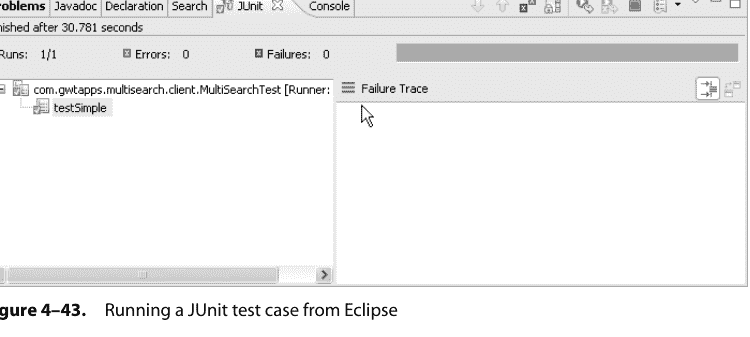 roblems Javadoc Declaration Search JUnit Console
nished after 30.781 seconds
Runs: 1/1 Errors: 0 Failures: 0
com.gwtapps.multisearch.client.MultiSearchTest [Runner:
Failure Trace
testSimple
gure 4–43. Running a JUnit test case from Eclipse